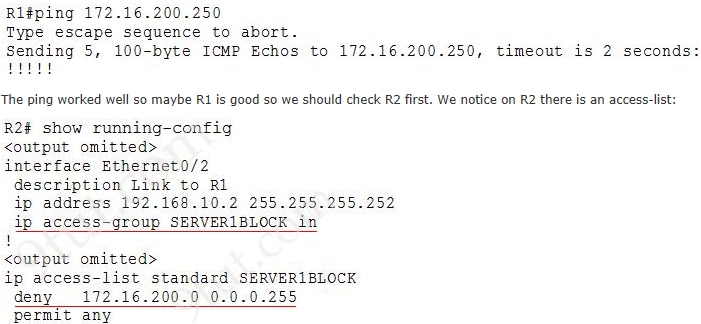 R1#ping 172.16.200.250
Type escape sequence to abort.
Sending 5, 100-byte ICMP Echos to 172.16.200.250, timeout is 2 seconds:
!!!!!
The ping worked well so maybe R1 is good so we should check R2 first. We notice on R2 there is an access-list:
R2# show running-config
<output omitted>
interface Ethernet0/2
description Link to R1
ip address 192.168.10.2 255.255.255.252
ip access-group SERVER1BLOCK in
!
<output omitted>
ip access-list standard SERVER1BLOCK
deny 172.16.200.0 0.0.0.255
permit any
9tut.com
9tut.com